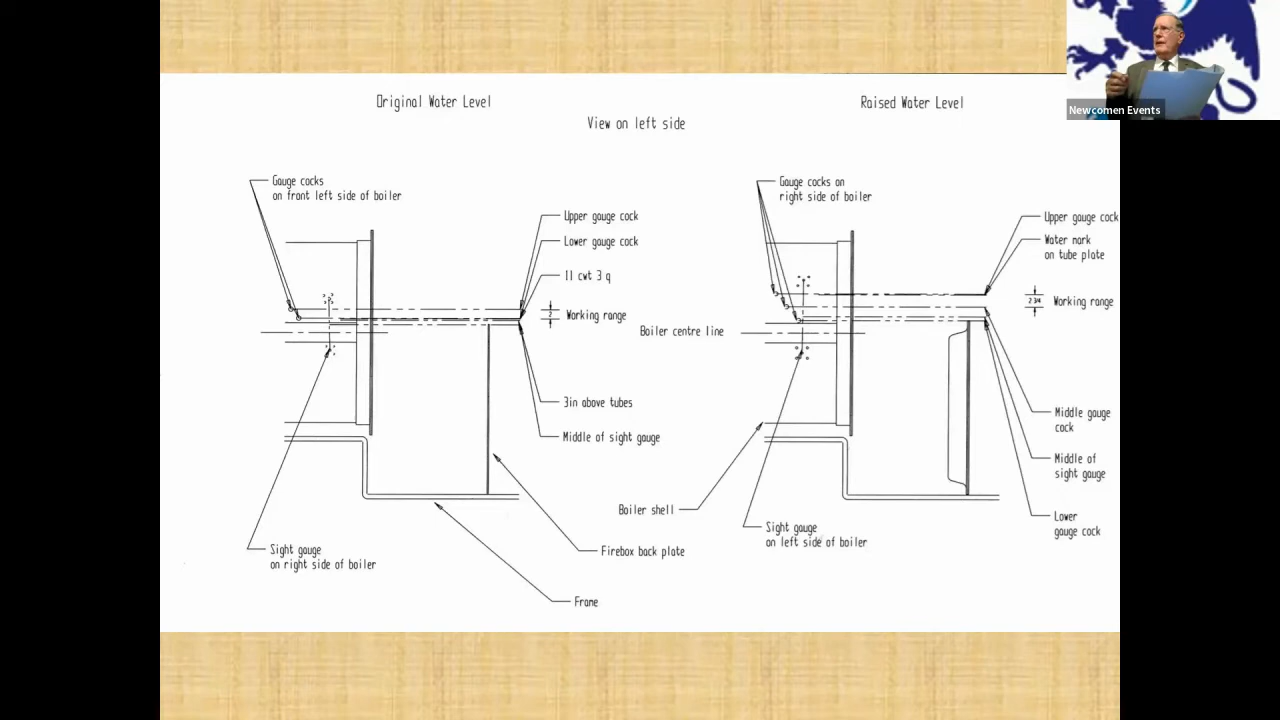 Newcomen Events
Original Water Level
Raised Water Level
View on left side
Gauge cocks
on front left side of boiler
Upper gauge cock
Lower gauge cock
11 cwt 3 q
2
Working range
3in above tubes
Middle of sight gauge
Sight gauge
on right side of boiler
Firebox back plate
Frame
Boiler centre line
Gauge cocks on
right side of boiler
Upper gauge cock
Water mark
on tube plate
2 3/4
Working range
Middle gauge
cock
Middle of
sight gauge
Lower
gauge cock
Boiler shell
Sight gauge
on left side of boiler